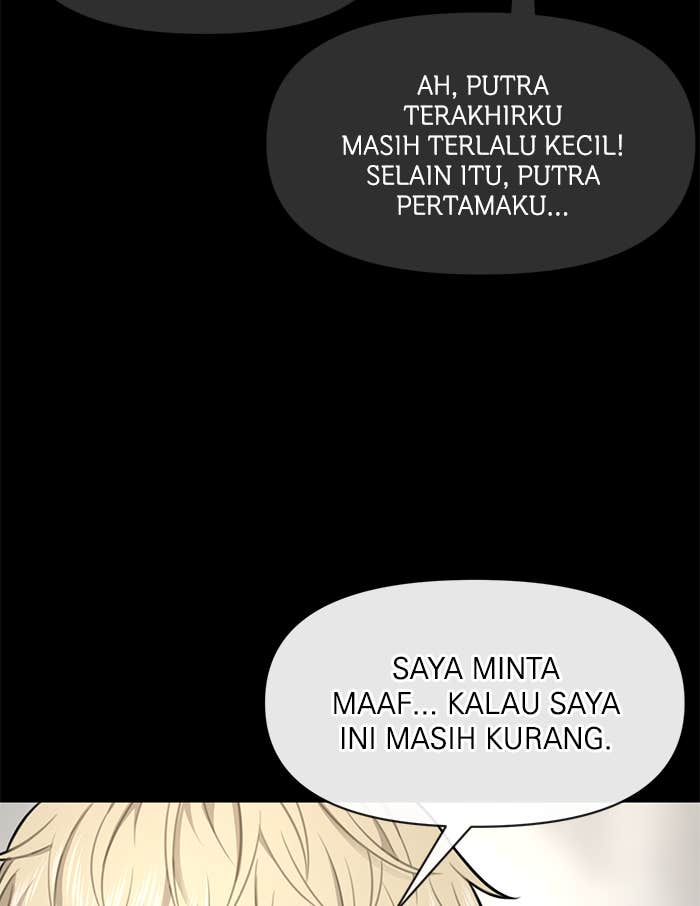 AH, PUTRA
TERAKHIRKU
MASIH TERLALU KECIL!
SELAIN ITU, PUTRA
PERTAMAKU...
SAYA MINTA
MAAF... KALAU SAYA
INI MASIH KURANG.